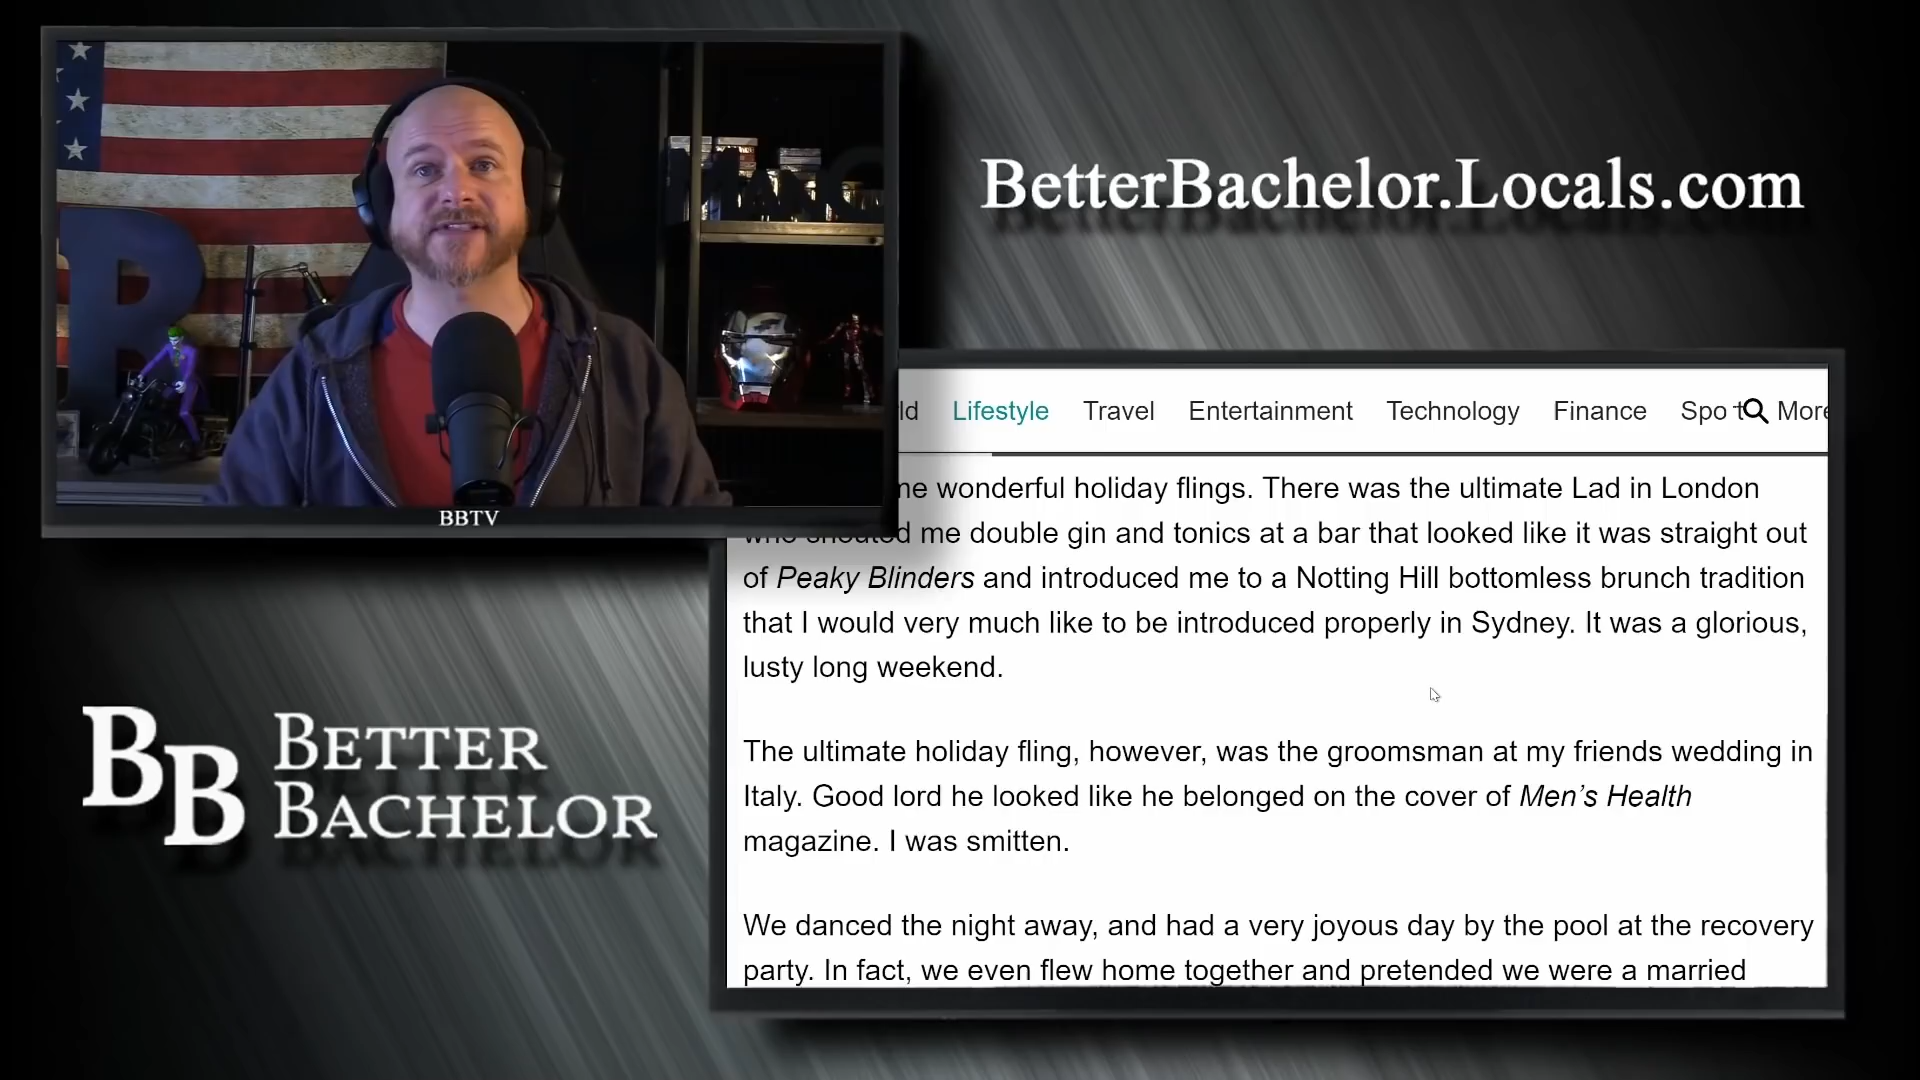 BetterBachelor.Locals.com
BBTV
Lifestyle Travel Entertainment Technology Finance More
wonderful holiday flings. There was the ultimate Lad in London
me double gin and tonics at a bar that looked like it was straight out
of Peaky Blinders and introduced me to a Notting Hill bottomless brunch tradition
that I would very much like to be introduced properly in Sydney. It was a glorious,
lusty long weekend.
The ultimate holiday fling, however, was the groomsman at my friends wedding in
Italy. Good lord he looked like he belonged on the cover of Men's Health
magazine. I was smitten.
We danced the night away, and had a very joyous day by the pool at the recovery
party. In fact, we even flew home together and pretended we were a married
BB
BETTER
BACHELOR